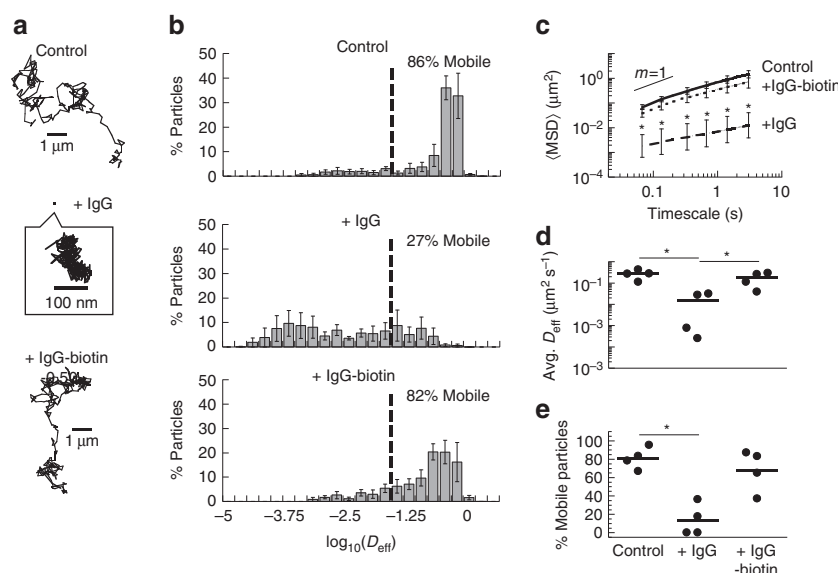 a
Control
1 μm
+ IgG
100 nm
+ IgG-biotin
0.50
1 μm
b
Control
86% Mobile
% Particles
50
40
30
20
10
0
+ IgG
27% Mobile
% Particles
50
40
30
20
10
0
+ IgG-biotin
82% Mobile
% Particles
50
40
30
20
10
0
−5 −3.75 −2.5 −1.25 0
log10(Deff)
c
m=1
⟨MSD⟩ (μm²)
10⁰
10⁻²
10⁻⁴
Control
+IgG-biotin
+IgG
* * * * * *
0.1 1 10
Timescale (s)
d
* *
Avg. Deff (μm² s⁻¹)
10⁻¹
10⁻³
10⁻³
e
*
% Mobile particles
100
80
60
40
20
0
Control + IgG + IgG
-biotin